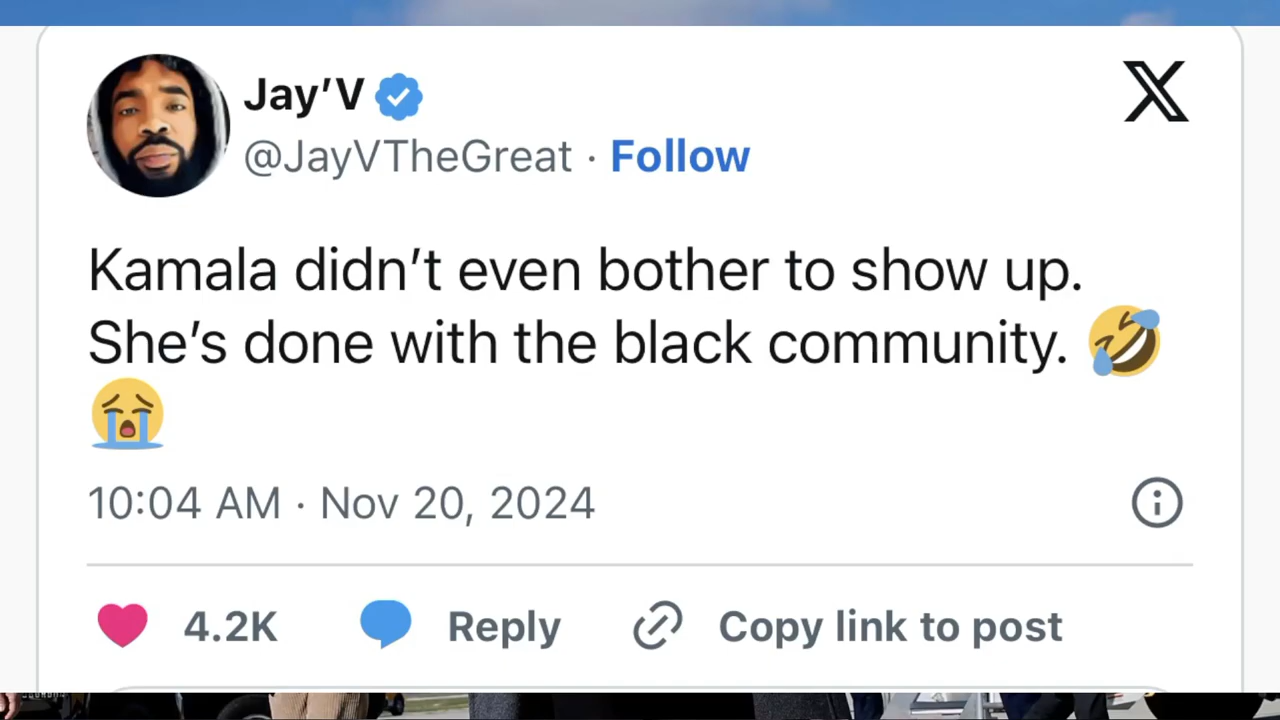 Jay'V
@JayVTheGreat · Follow
Kamala didn't even bother to show up.
She's done with the black community. 🤣
😭
10:04 AM · Nov 20, 2024
4.2K Reply Copy link to post